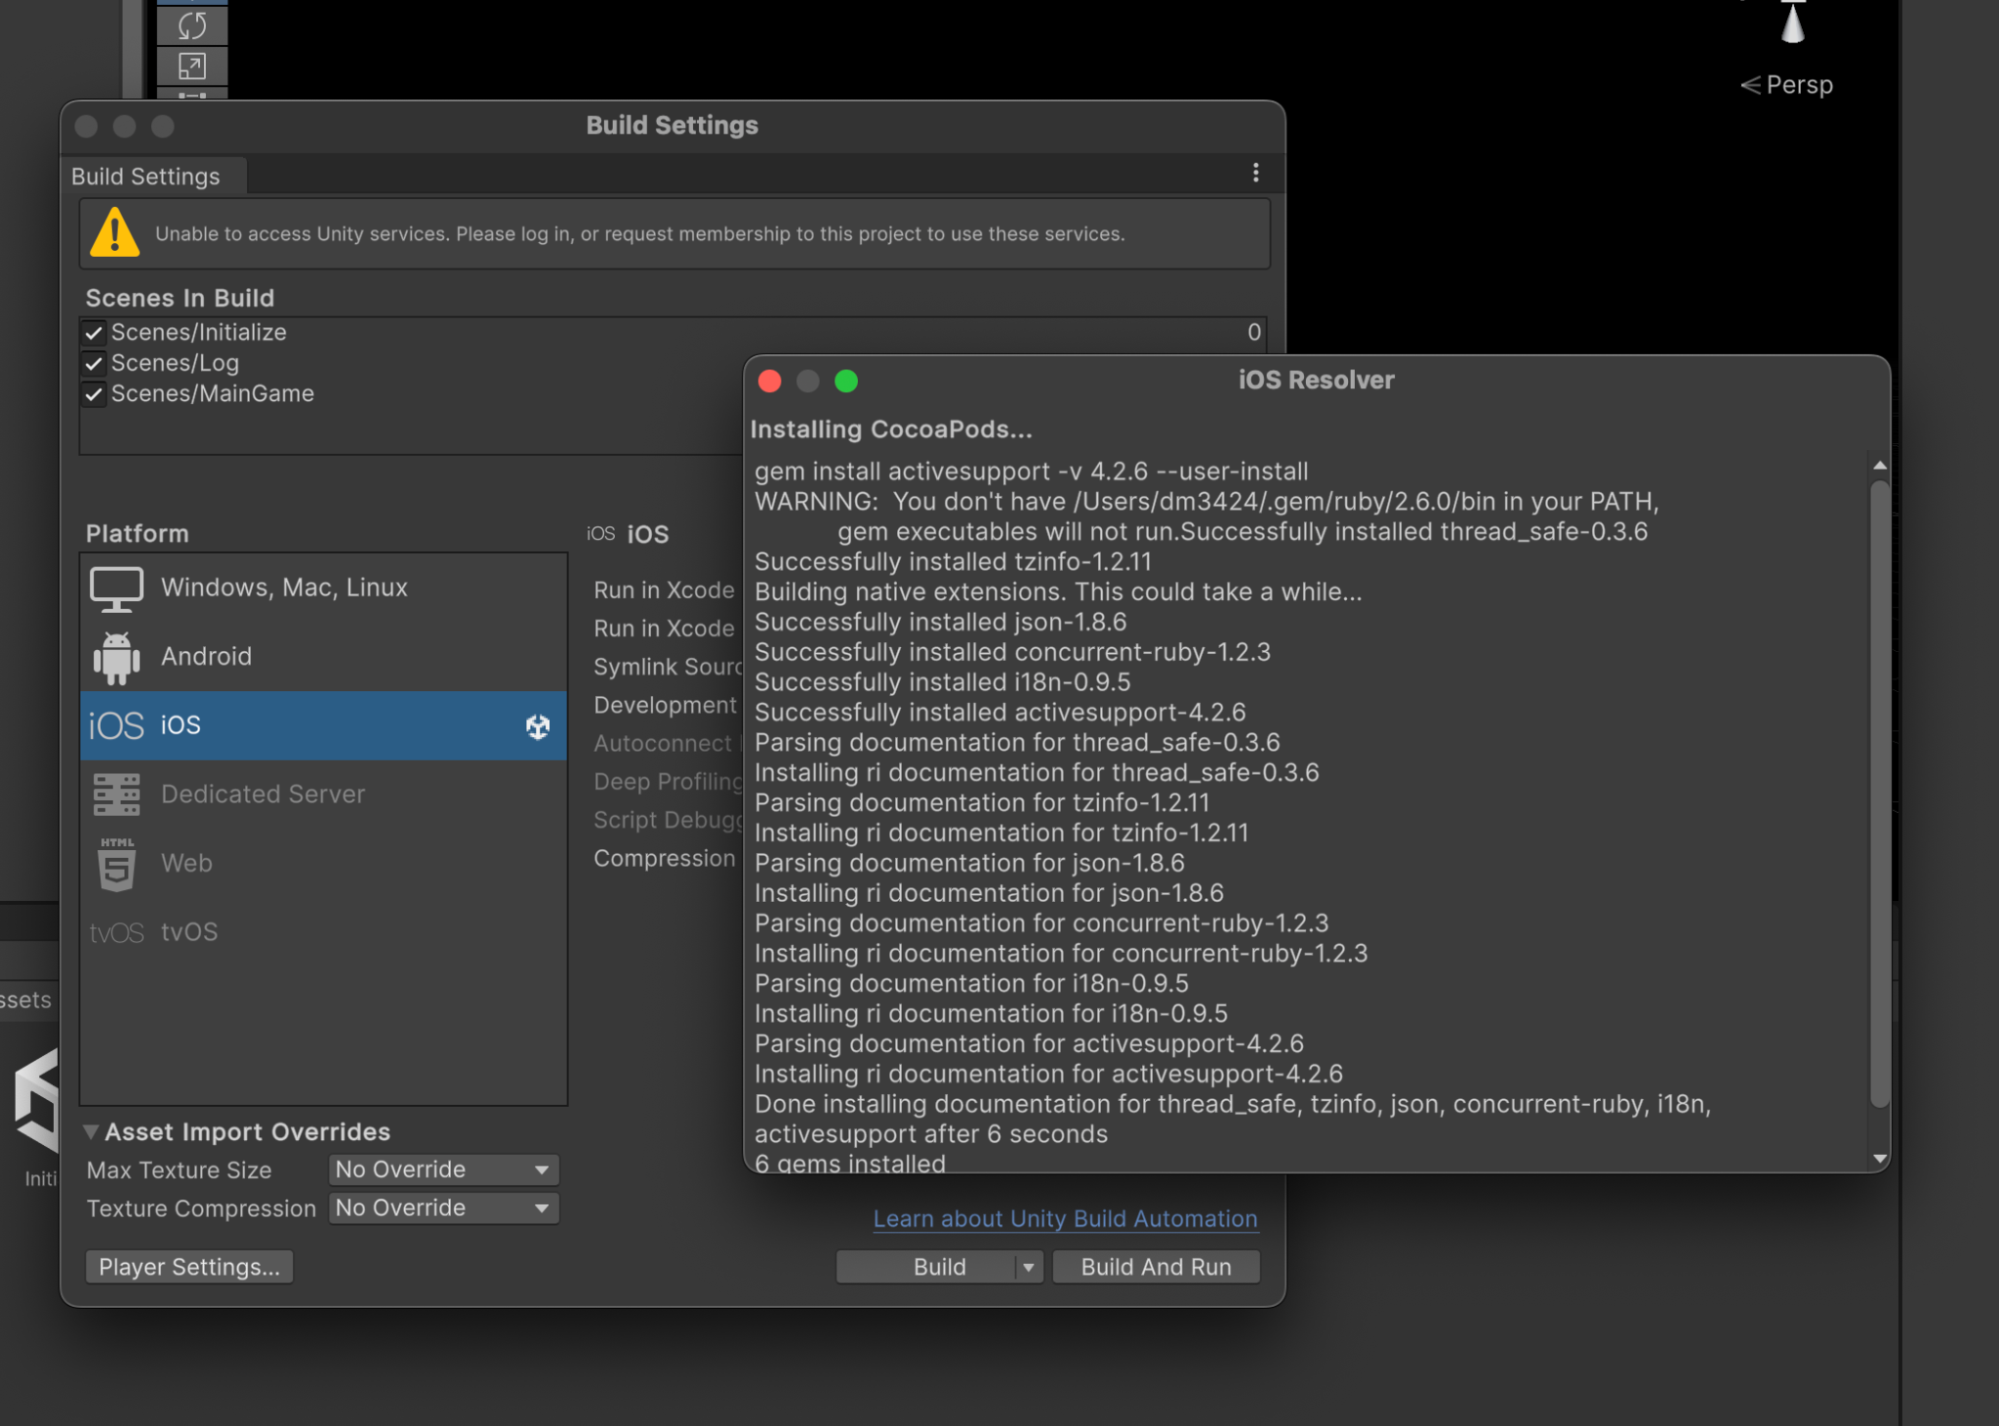 Persp
Build Settings
Build Settings
Unable to access Unity services. Please log in, or request membership to this project to use these services.
Scenes In Build
Scenes/Initialize 0
Scenes/Log
Scenes/MainGame
iOS Resolver
Installing CocoaPods...
gem install activesupport -v 4.2.6 --user-install
WARNING:  You don't have /Users/dm3424/.gem/ruby/2.6.0/bin in your PATH,
gem executables will not run.Successfully installed thread_safe-0.3.6
Successfully installed tzinfo-1.2.11
Building native extensions. This could take a while...
Successfully installed json-1.8.6
Successfully installed concurrent-ruby-1.2.3
Successfully installed i18n-0.9.5
Successfully installed activesupport-4.2.6
Parsing documentation for thread_safe-0.3.6
Installing ri documentation for thread_safe-0.3.6
Parsing documentation for tzinfo-1.2.11
Installing ri documentation for tzinfo-1.2.11
Parsing documentation for json-1.8.6
Installing ri documentation for json-1.8.6
Parsing documentation for concurrent-ruby-1.2.3
Installing ri documentation for concurrent-ruby-1.2.3
Parsing documentation for i18n-0.9.5
Installing ri documentation for i18n-0.9.5
Parsing documentation for activesupport-4.2.6
Installing ri documentation for activesupport-4.2.6
Done installing documentation for thread_safe, tzinfo, json, concurrent-ruby, i18n,
activesupport after 6 seconds
6 gems installed
Platform
Windows, Mac, Linux
Android
iOS iOS
Dedicated Server
HTML 5 Web
tvOS tvOS
iOS iOS
Run in Xcode
Run in Xcode
Symlink Sourc
Development
Autoconnect
Deep Profiling
Script Debugg
Compression
ssets
Initi
Asset Import Overrides
Max Texture Size No Override
Texture Compression No Override
Learn about Unity Build Automation
Player Settings...
Build
Build And Run